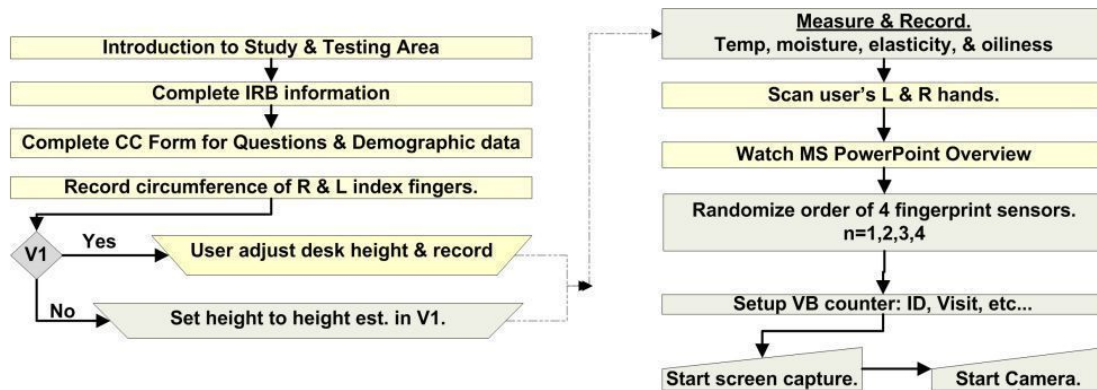 Introduction to Study & Testing Area
Complete IRB information
Complete CC Form for Questions & Demographic data
Record circumference of R & L index fingers.
V1
Yes
User adjust desk height & record
No
Set height to height est. in V1.
Measure & Record.
Temp, moisture, elasticity, & oiliness
Scan user's L & R hands.
Watch MS PowerPoint Overview
Randomize order of 4 fingerprint sensors.
n=1,2,3,4
Setup VB counter: ID, Visit, etc...
Start screen capture.
Start Camera.